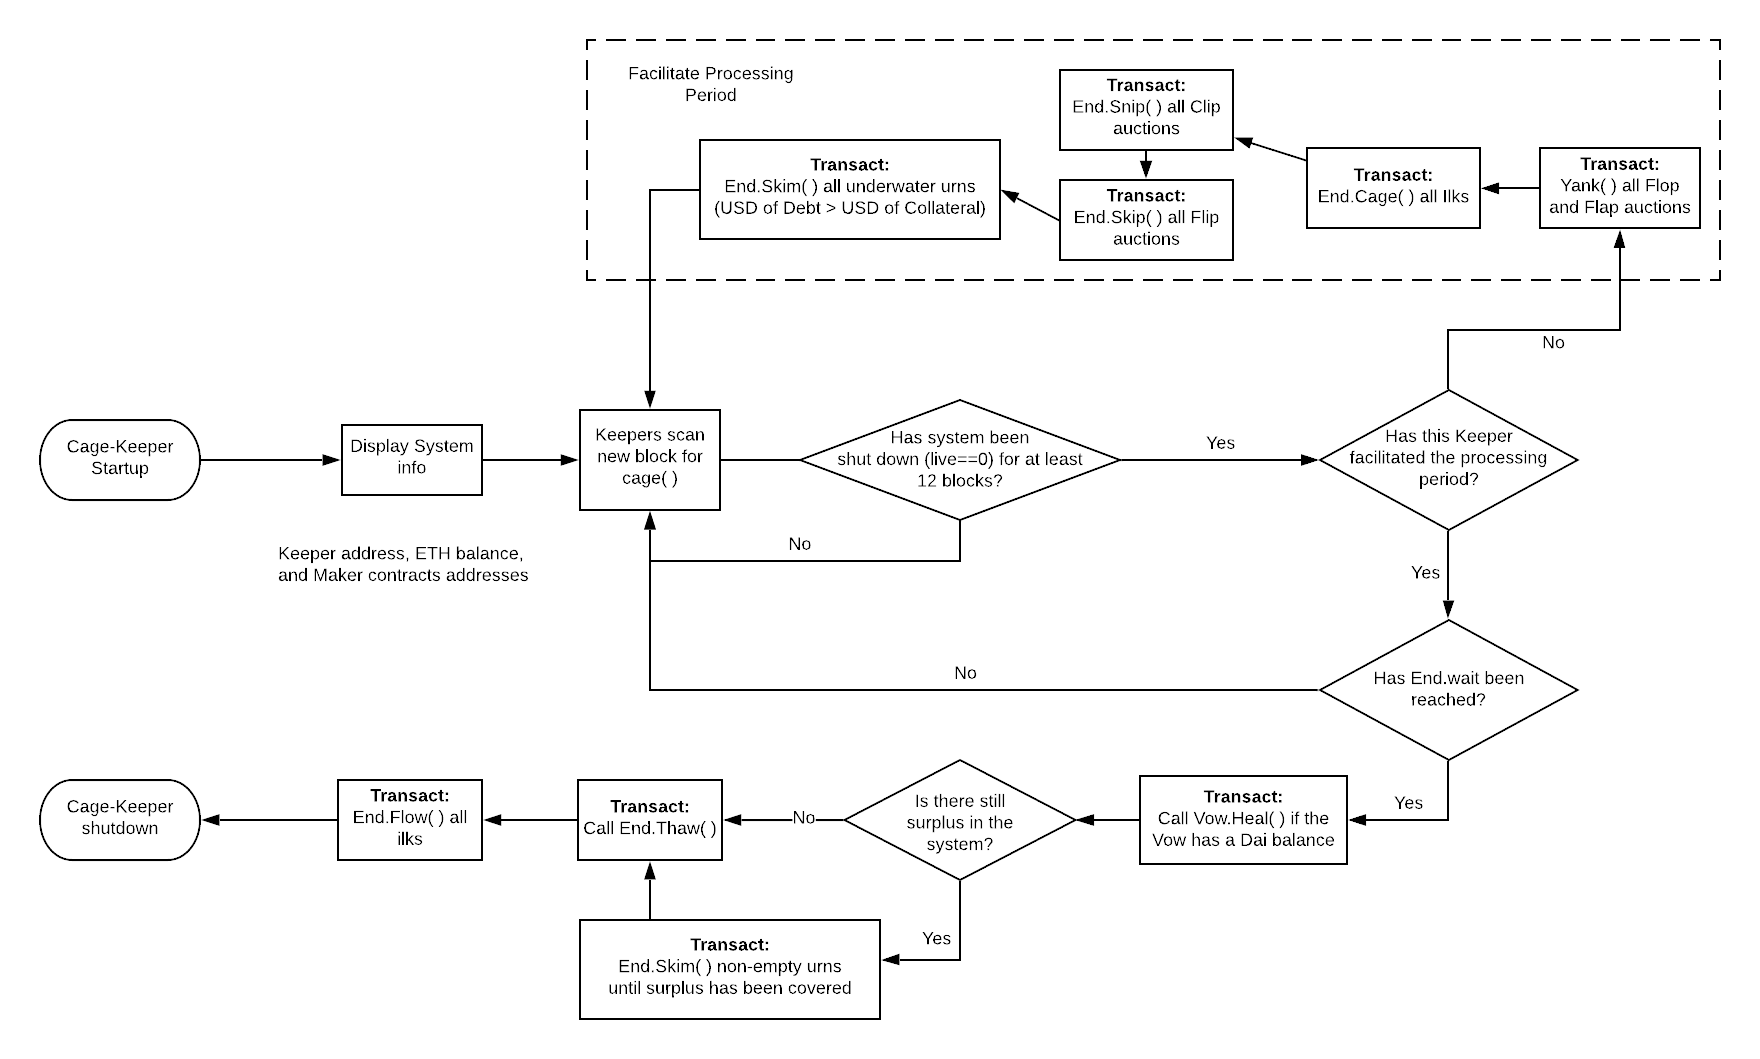 Facilitate Processing
Period
Transact:
End.Snip( ) all Clip
auctions
Transact:
End.Skim( ) all underwater urns
(USD of Debt > USD of Collateral)
Transact:
End.Skip( ) all Flip
auctions
Transact:
End.Cage( ) all Ilks
Transact:
Yank( ) all Flop
and Flap auctions
No
Cage-Keeper
Startup
Display System
info
Keepers scan
new block for
cage( )
Has system been
shut down (live==0) for at least
12 blocks?
Yes
Has this Keeper
facilitated the processing
period?
No
Keeper address, ETH balance,
and Maker contracts addresses
Yes
No
Has End.wait been
reached?
Cage-Keeper
shutdown
Transact:
End.Flow( ) all
ilks
Transact:
Call End.Thaw( )
No
Is there still
surplus in the
system?
Transact:
Call Vow.Heal( ) if the
Vow has a Dai balance
Yes
Yes
Transact:
End.Skim( ) non-empty urns
until surplus has been covered